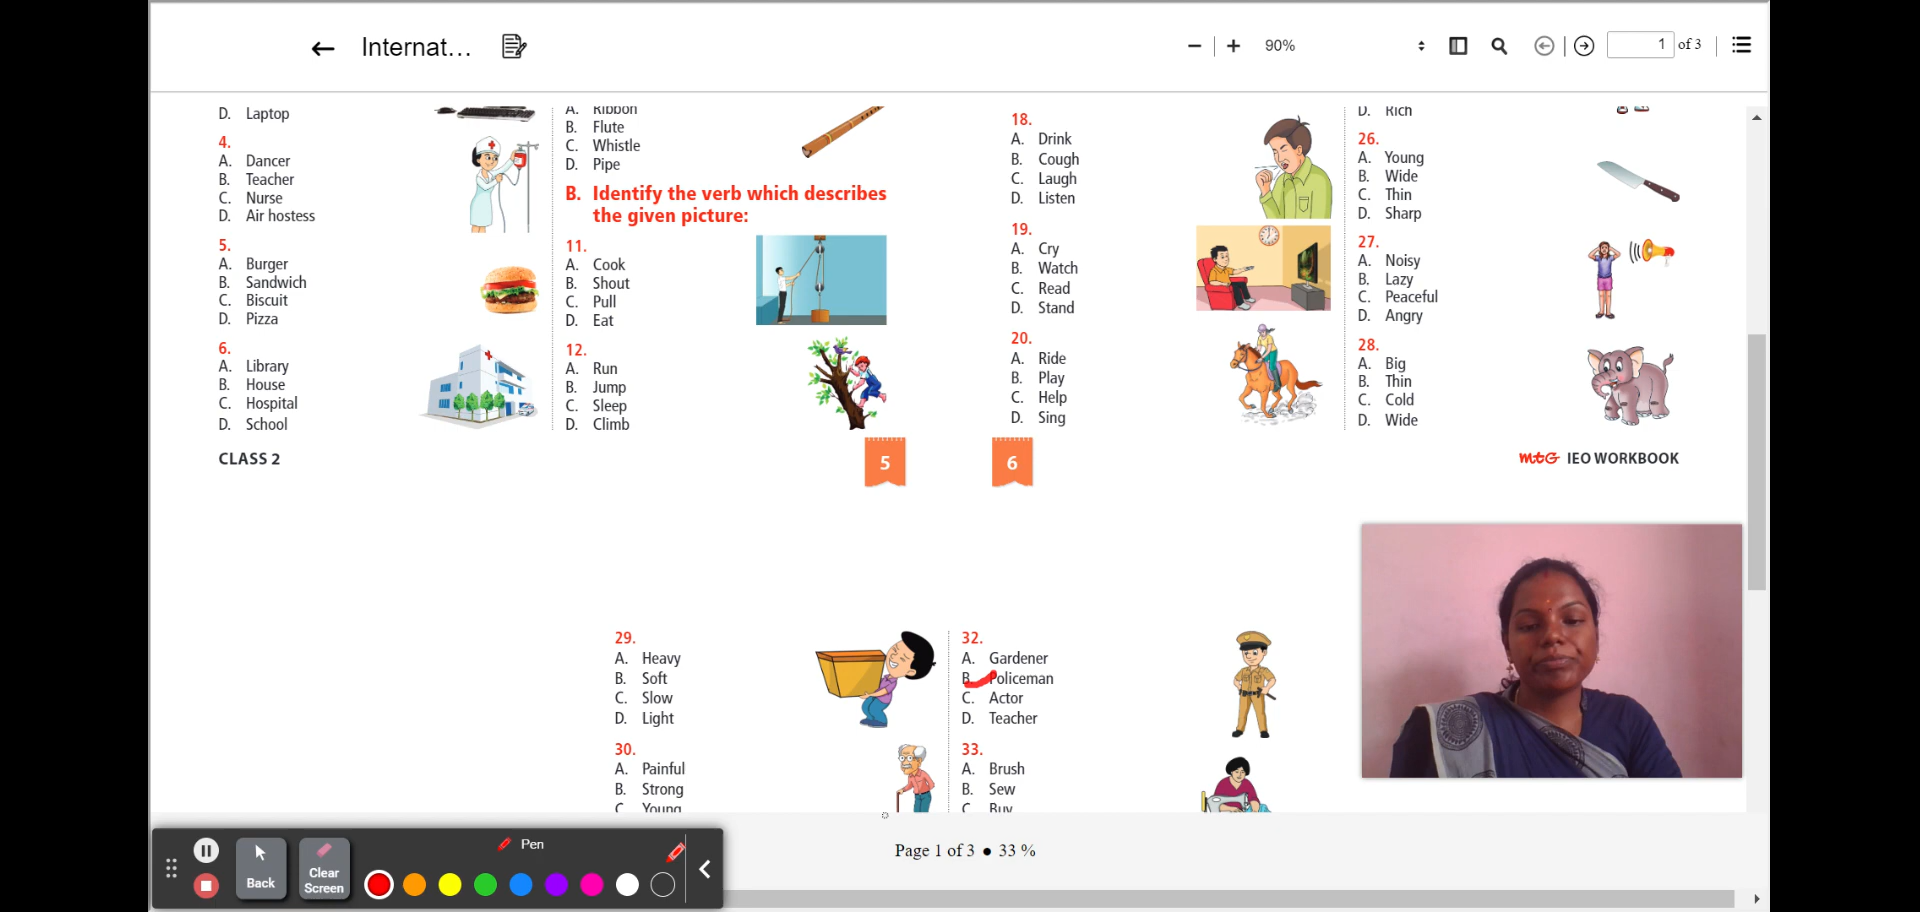 Internat...
90%
1 of 3
D. Laptop
4.
A. Dancer
B. Teacher
C. Nurse
D. Air hostess
5.
A. Burger
B. Sandwich
C. Biscuit
D. Pizza
6.
A. Library
B. House
C. Hospital
D. School
CLASS 2
A. Ribbon
B. Flute
C. Whistle
D. Pipe
B. Identify the verb which describes
the given picture:
11.
A. Cook
B. Shout
C. Pull
D. Eat
12.
A. Run
B. Jump
C. Sleep
D. Climb
5
18.
A. Drink
B. Cough
C. Laugh
D. Listen
19.
A. Cry
B. Watch
C. Read
D. Stand
20.
A. Ride
B. Play
C. Help
D. Sing
6
D. Rich
26.
A. Young
B. Wide
C. Thin
D. Sharp
27.
A. Noisy
B. Lazy
C. Peaceful
D. Angry
28.
A. Big
B. Thin
C. Cold
D. Wide
mtG IEO WORKBOOK
29.
A. Heavy
B. Soft
C. Slow
D. Light
30.
A. Painful
B. Strong
C. Young
32.
A. Gardener
B. Policeman
C. Actor
D. Teacher
33.
A. Brush
B. Sew
C. Buy
Page 1 of 3 ● 33 %
Pen
Back
Clear
Screen